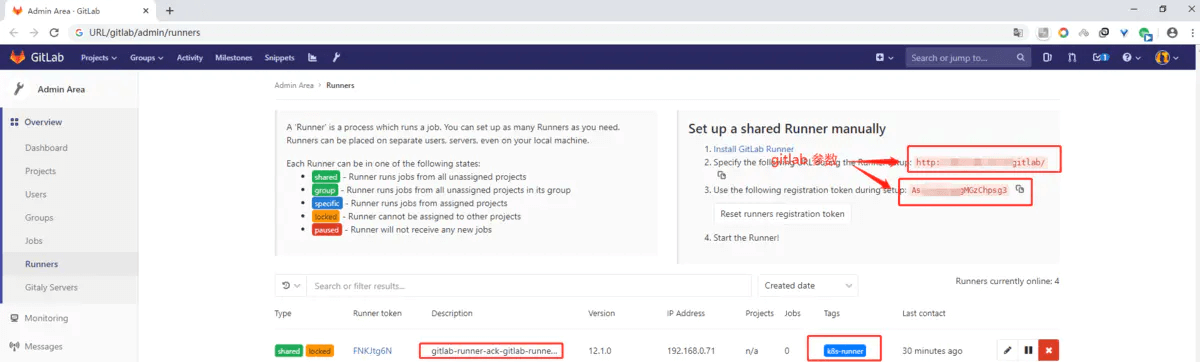 Admin Area · GitLab
URL/gitlab/admin/runners
GitLab
Projects
Groups
Activity
Milestones
Snippets
Search or jump to...
1
Admin Area
Overview
Dashboard
Projects
Users
Groups
Jobs
Runners
Gitaly Servers
Monitoring
Messages
Admin Area > Runners
A 'Runner' is a process which runs a job. You can set up as many Runners as you need.
Runners can be placed on separate users, servers, even on your local machine.
Each Runner can be in one of the following states:
shared - Runner runs jobs from all unassigned projects
group - Runner runs jobs from all unassigned projects in its group
specific - Runner runs jobs from assigned projects
locked - Runner cannot be assigned to other projects
paused - Runner will not receive any new jobs
Set up a shared Runner manually
1. Install GitLab Runner
gitlab 参数
2. Specify the following URL during the Runner setup: http: gitlab/
3. Use the following registration token during setup: As gMGzChpsg3
Reset runners registration token
4. Start the Runner!
Search or filter results...
Created date
Runners currently online: 4
Type Runner token Description Version IP Address Projects Jobs Tags Last contact
shared locked FNKJtg6N gitlab-runner-ack-gitlab-runne... 12.1.0 192.168.0.71 n/a 0 k8s-runner 30 minutes ago